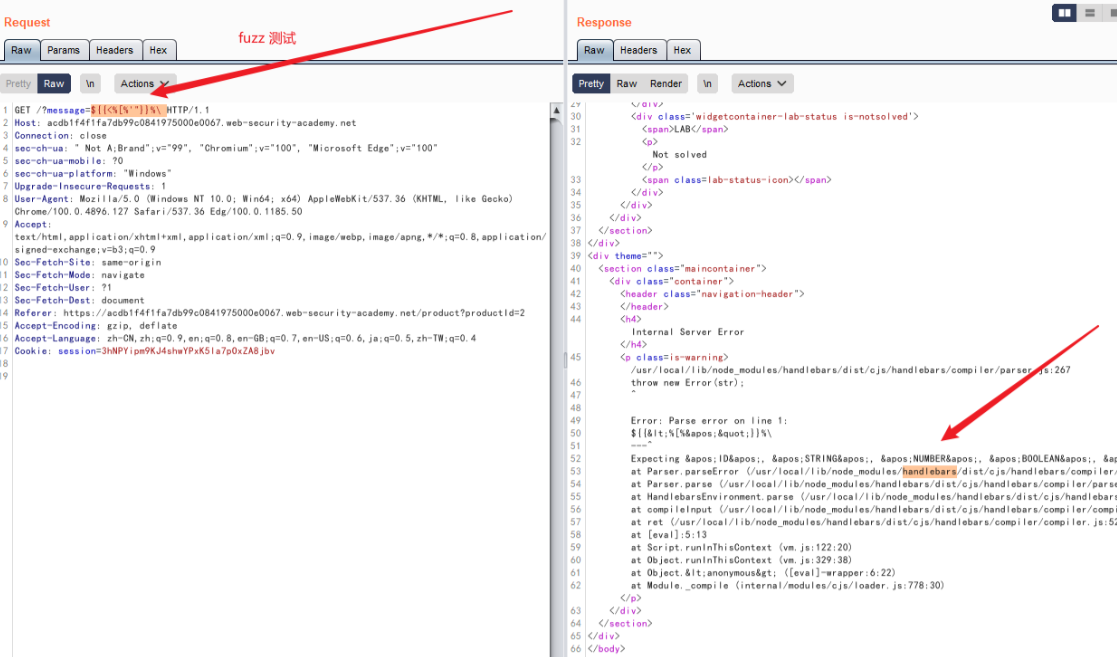 Request
fuzz 测试
Raw Params Headers Hex
Pretty Raw \n Actions
1 GET /?message=${{<%[%'"}}%\ HTTP/1.1
2 Host: acdb1f4f1fa7db99c0841975000e0067.web-security-academy.net
3 Connection: close
4 sec-ch-ua: " Not A;Brand";v="99", "Chromium";v="100", "Microsoft Edge";v="100"
5 sec-ch-ua-mobile: ?0
6 sec-ch-ua-platform: "Windows"
7 Upgrade-Insecure-Requests: 1
8 User-Agent: Mozilla/5.0 (Windows NT 10.0; Win64; x64) AppleWebKit/537.36 (KHTML, like Gecko)
Chrome/100.0.4896.127 Safari/537.36 Edg/100.0.1185.50
9 Accept:
text/html,application/xhtml+xml,application/xml;q=0.9,image/webp,image/apng,*/*;q=0.8,application/
signed-exchange;v=b3;q=0.9
0 Sec-Fetch-Site: same-origin
1 Sec-Fetch-Mode: navigate
2 Sec-Fetch-User: ?1
3 Sec-Fetch-Dest: document
4 Referer: https://acdb1f4f1fa7db99c0841975000e0067.web-security-academy.net/product?productId=2
5 Accept-Encoding: gzip, deflate
6 Accept-Language: zh-CN,zh;q=0.9,en;q=0.8,en-GB;q=0.7,en-US;q=0.6,ja;q=0.5,zh-TW;q=0.4
7 Cookie: session=3hNPYipm9KJ4shwYPxK5la7pOxZA8jbv
8
9
Response
Raw Headers Hex
Pretty Raw Render \n Actions
29 </div>
30 <div class='widgetcontainer-lab-status is-notsolved'>
31 <span>LAB</span>
32 <p>
Not solved
</p>
33 <span class=lab-status-icon></span>
34 </div>
35 </div>
36 </div>
37 </section>
38 </div>
39 <div theme="">
40 <section class="maincontainer">
41 <div class="container">
42 <header class="navigation-header">
43 </header>
44 <h4>
Internal Server Error
</h4>
45 <p class=is-warning>
/usr/local/lib/node_modules/handlebars/dist/cjs/handlebars/compiler/parser.js:267
46 throw new Error(str);
47 ^
48
49 Error: Parse error on line 1:
50 ${{&lt;%[%&apos;&quot;}}%\
51 ---^
52 Expecting &apos;ID&apos;, &apos;STRING&apos;, &apos;NUMBER&apos;, &apos;BOOLEAN&apos;, &ap
53 at Parser.parseError (/usr/local/lib/node_modules/handlebars/dist/cjs/handlebars/compiler/
54 at Parser.parse (/usr/local/lib/node_modules/handlebars/dist/cjs/handlebars/compiler/parse
55 at HandlebarsEnvironment.parse (/usr/local/lib/node_modules/handlebars/dist/cjs/handlebars
56 at compileInput (/usr/local/lib/node_modules/handlebars/dist/cjs/handlebars/compiler/compi
57 at ret (/usr/local/lib/node_modules/handlebars/dist/cjs/handlebars/compiler/compiler.js:52
58 at [eval]:5:13
59 at Script.runInThisContext (vm.js:122:20)
60 at Object.runInThisContext (vm.js:329:38)
61 at Object.&lt;anonymous&gt; ([eval]-wrapper:6:22)
62 at Module._compile (internal/modules/cjs/loader.js:778:30)
</p>
63 </div>
64 </section>
65 </div>
66 </body>